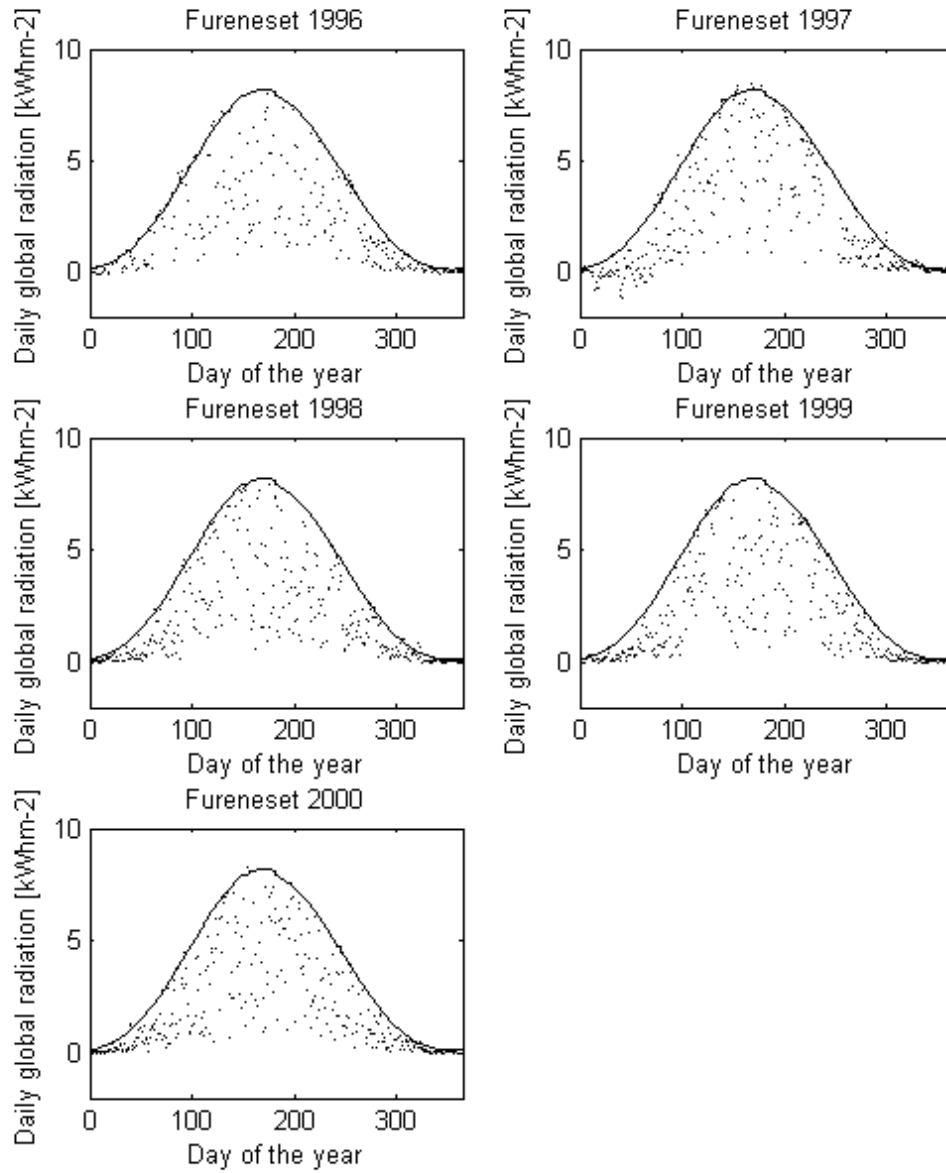 Fureneset 1996
Daily global radiation [kWhm-2]
10
5
0
0 100 200 300
Day of the year
Fureneset 1997
Daily global radiation [kWhm-2]
10
5
0
0 100 200 300
Day of the year
Fureneset 1998
Daily global radiation [kWhm-2]
10
5
0
0 100 200 300
Day of the year
Fureneset 1999
Daily global radiation [kWhm-2]
10
5
0
0 100 200 300
Day of the year
Fureneset 2000
Daily global radiation [kWhm-2]
10
5
0
0 100 200 300
Day of the year